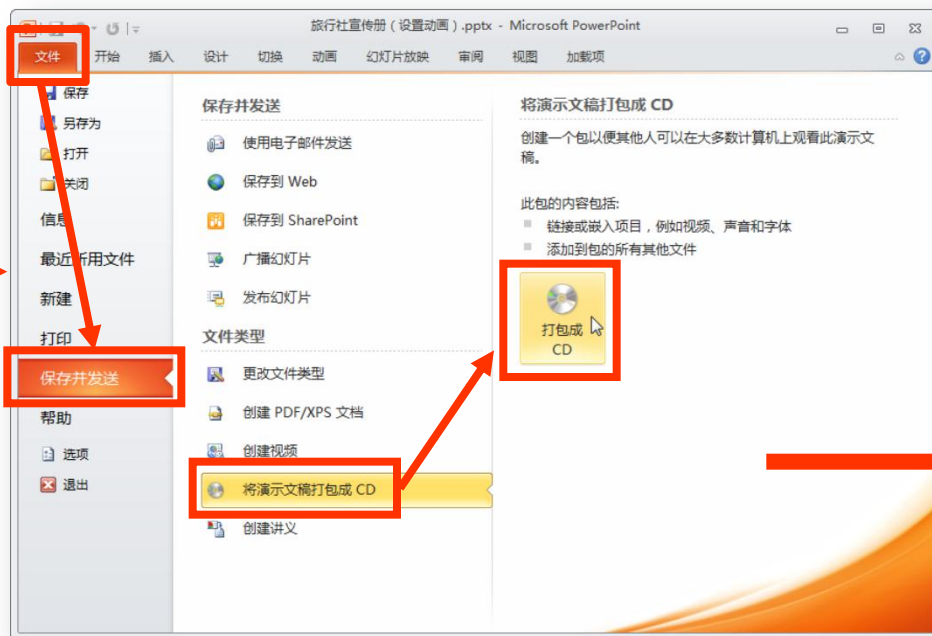 旅行社宣传册（设置动画）.pptx - Microsoft PowerPoint
文件 开始 插入 设计 切换 动画 幻灯片放映 审阅 视图 加载项
保存
另存为
打开
关闭
信息
最近所用文件
新建
打印
保存并发送
帮助
选项
退出
保存并发送
使用电子邮件发送
保存到 Web
保存到 SharePoint
广播幻灯片
发布幻灯片
文件类型
更改文件类型
创建 PDF/XPS 文档
创建视频
将演示文稿打包成 CD
创建讲义
将演示文稿打包成 CD
创建一个包以便其他人可以在大多数计算机上观看此演示文
稿。
此包的内容包括:
链接或嵌入项目，例如视频、声音和字体
添加到包的所有其他文件
打包成
CD